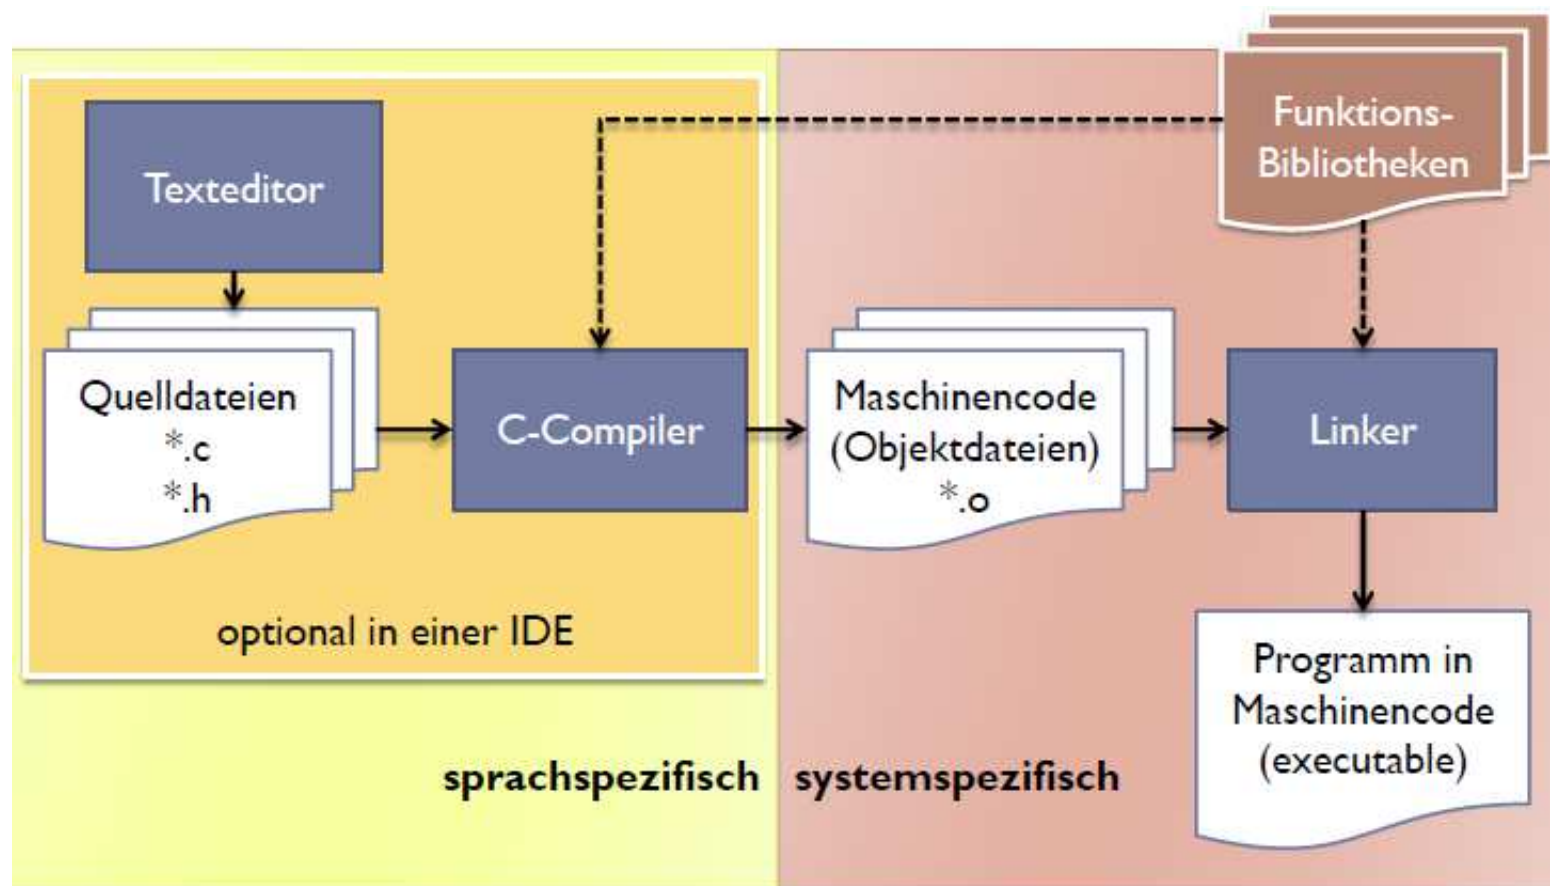 Funktions-
Bibliotheken
Texteditor
Quelldateien
*.c
*.h
C-Compiler
Maschinencode
(Objektdateien)
*.o
Linker
optional in einer IDE
Programm in
Maschinencode
(executable)
sprachspezifisch
systemspezifisch